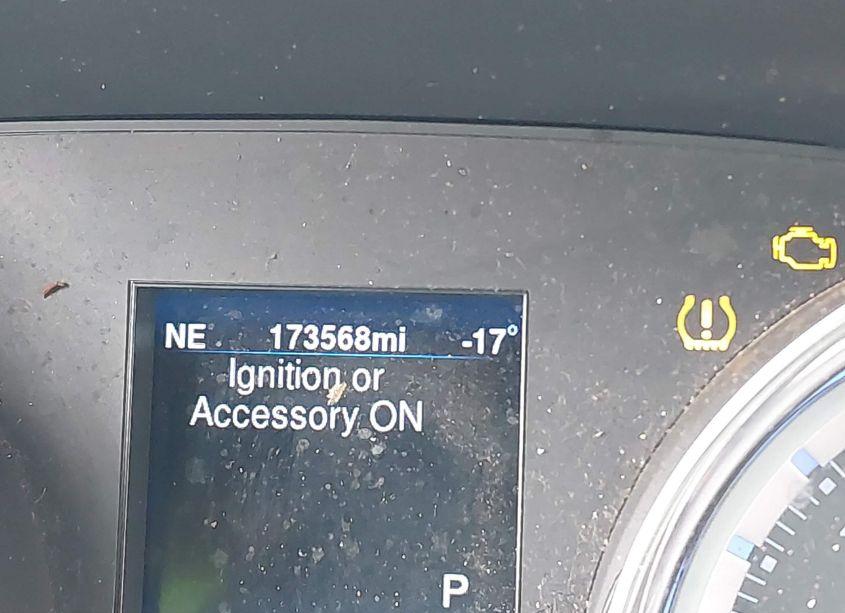 NE 173568mi -17°
Ignition or
Accessory ON
P